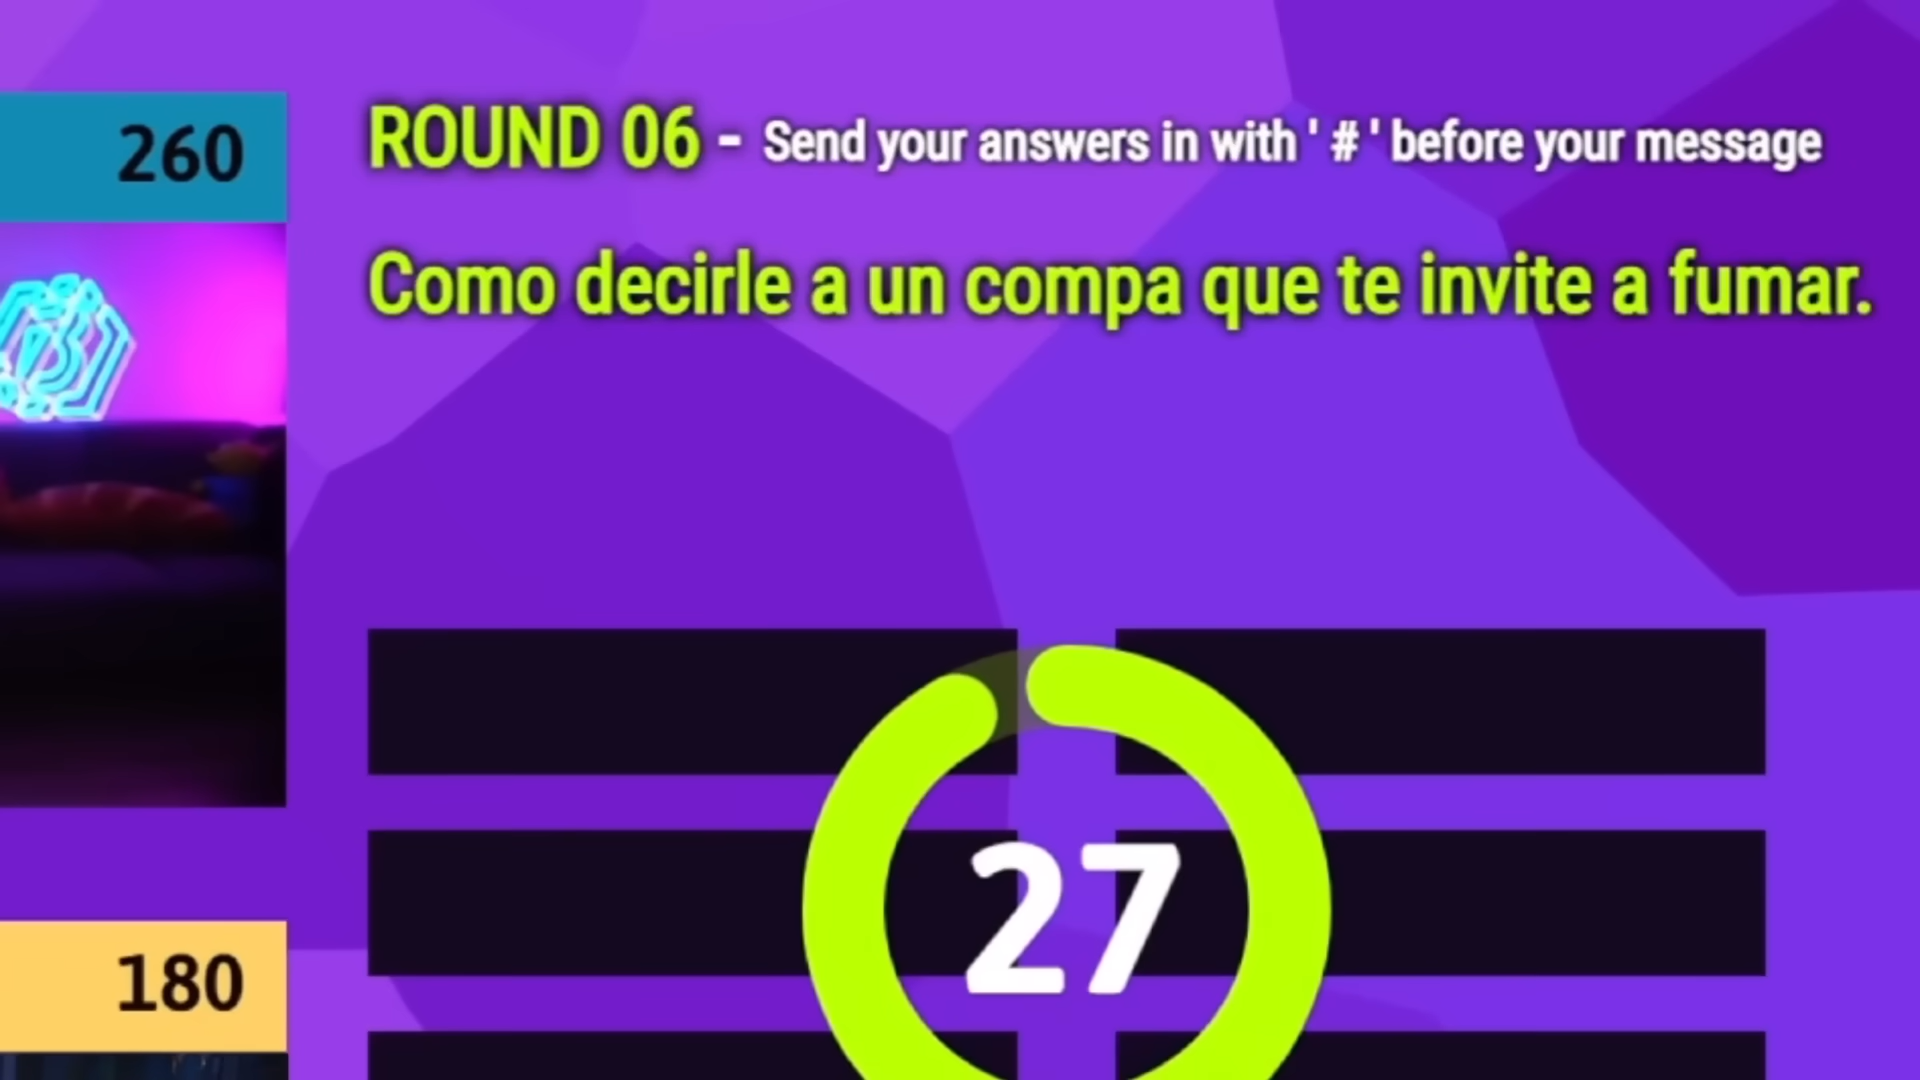 260
ROUND 06 - Send your answers in with ' # ' before your message
Como decirle a un compa que te invite a fumar.
27
180